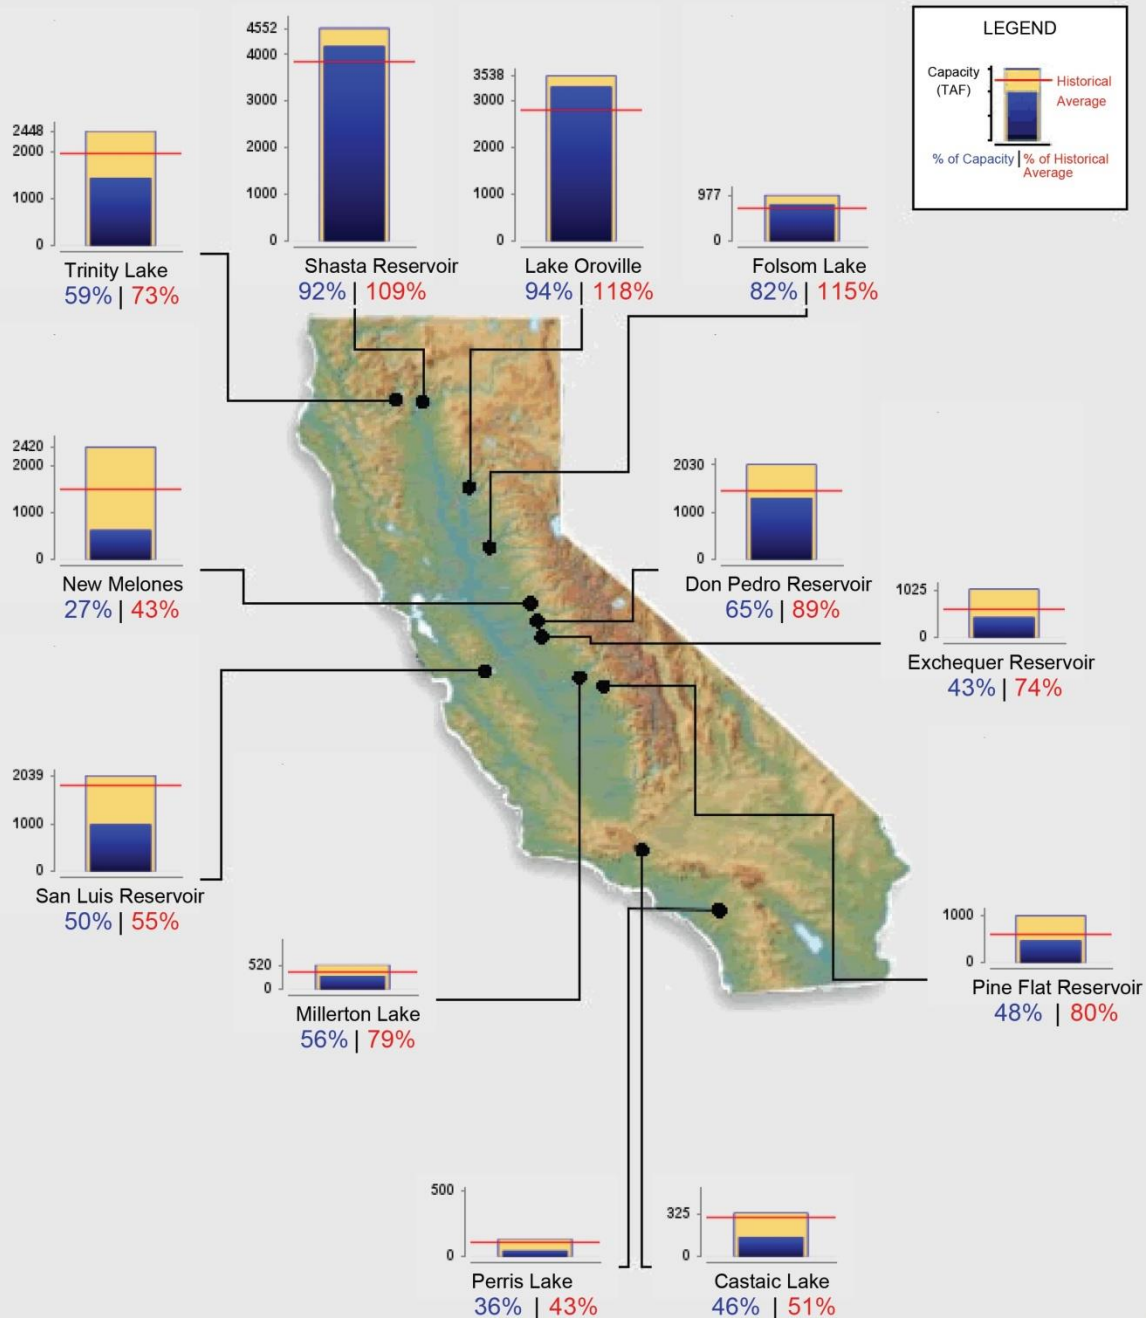 4552
4000
3000
2000
1000
0
Shasta Reservoir
92% | 109%
3538
3000
2000
1000
0
Lake Oroville
94% | 118%
977
0
Folsom Lake
82% | 115%
LEGEND
Capacity
(TAF)
Historical
Average
% of Capacity | % of Historical
Average
2448
2000
1000
0
Trinity Lake
59% | 73%
2420
2000
1000
0
New Melones
27% | 43%
2030
1000
0
Don Pedro Reservoir
65% | 89%
1025
0
Exchequer Reservoir
43% | 74%
2039
1000
0
San Luis Reservoir
50% | 55%
520
0
Millerton Lake
56% | 79%
1000
0
Pine Flat Reservoir
48% | 80%
500
0
Perris Lake
36% | 43%
325
0
Castaic Lake
46% | 51%